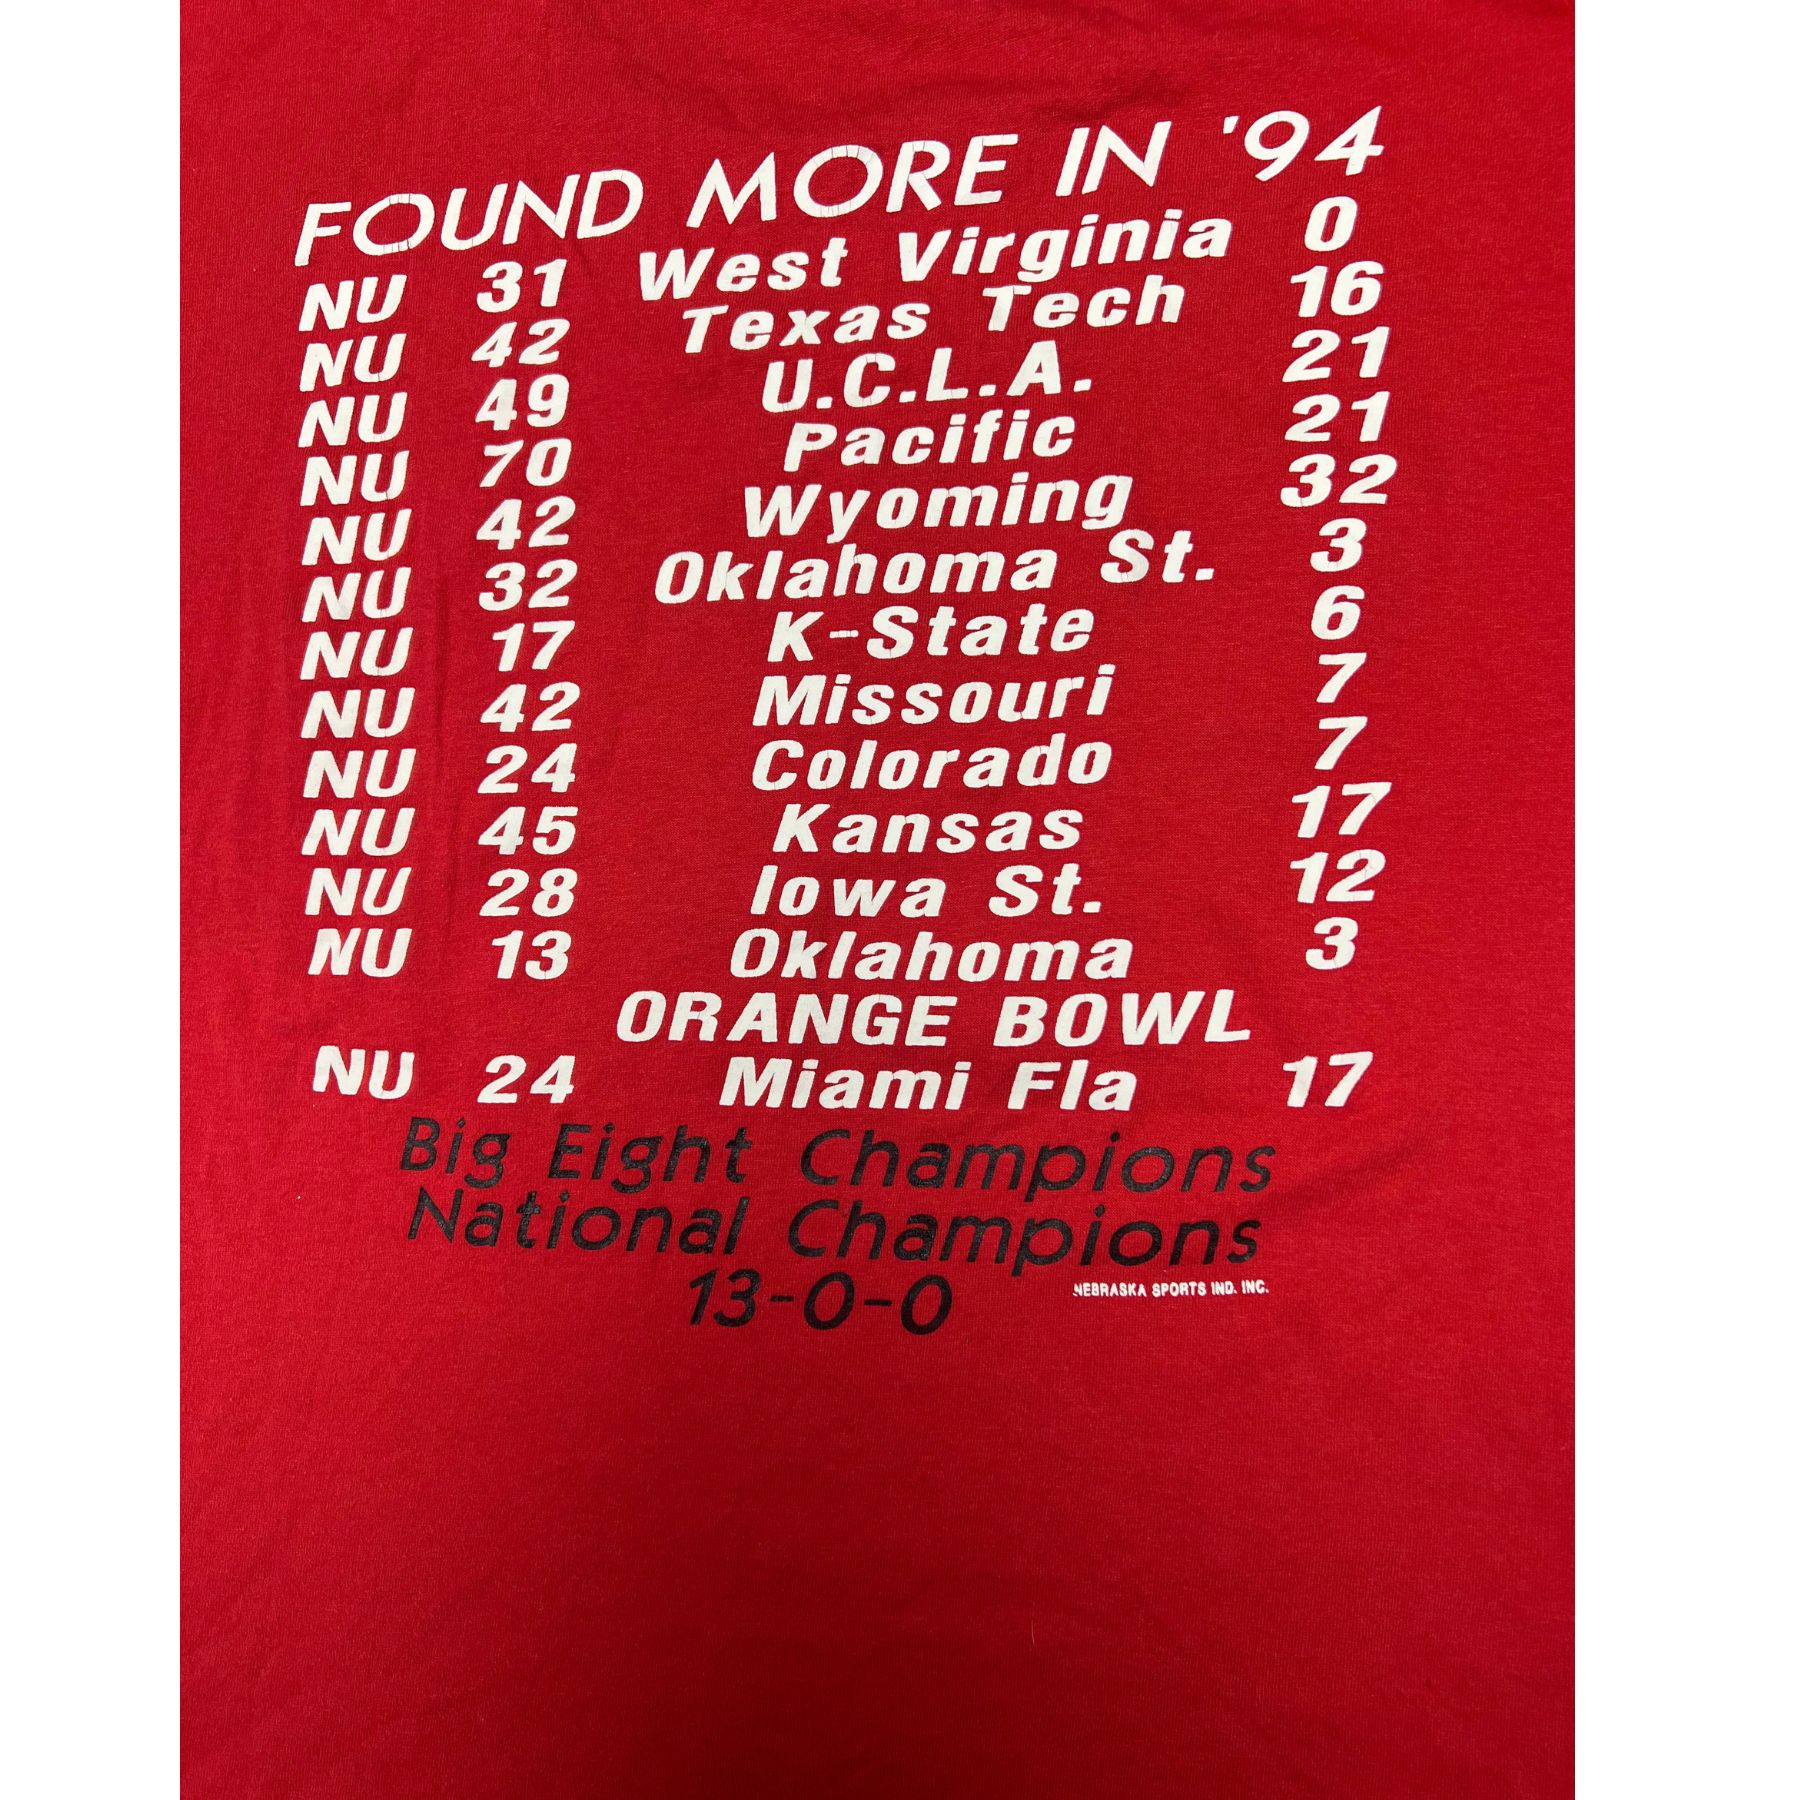 FOUND MORE IN '94
NU 31 West Virginia 0
NU 42 Texas Tech 16
NU 49 U.C.L.A. 21
NU 70 Pacific 21
NU 42 Wyoming 32
NU 32 Oklahoma St. 3
NU 17 K-State 6
NU 42 Missouri 7
NU 24 Colorado 7
NU 45 Kansas 17
NU 28 Iowa St. 12
NU 13 Oklahoma 3
ORANGE BOWL
NU 24 Miami Fla 17
Big Eight Champions
National Champions
13-0-0
NEBRASKA SPORTS IND. INC.